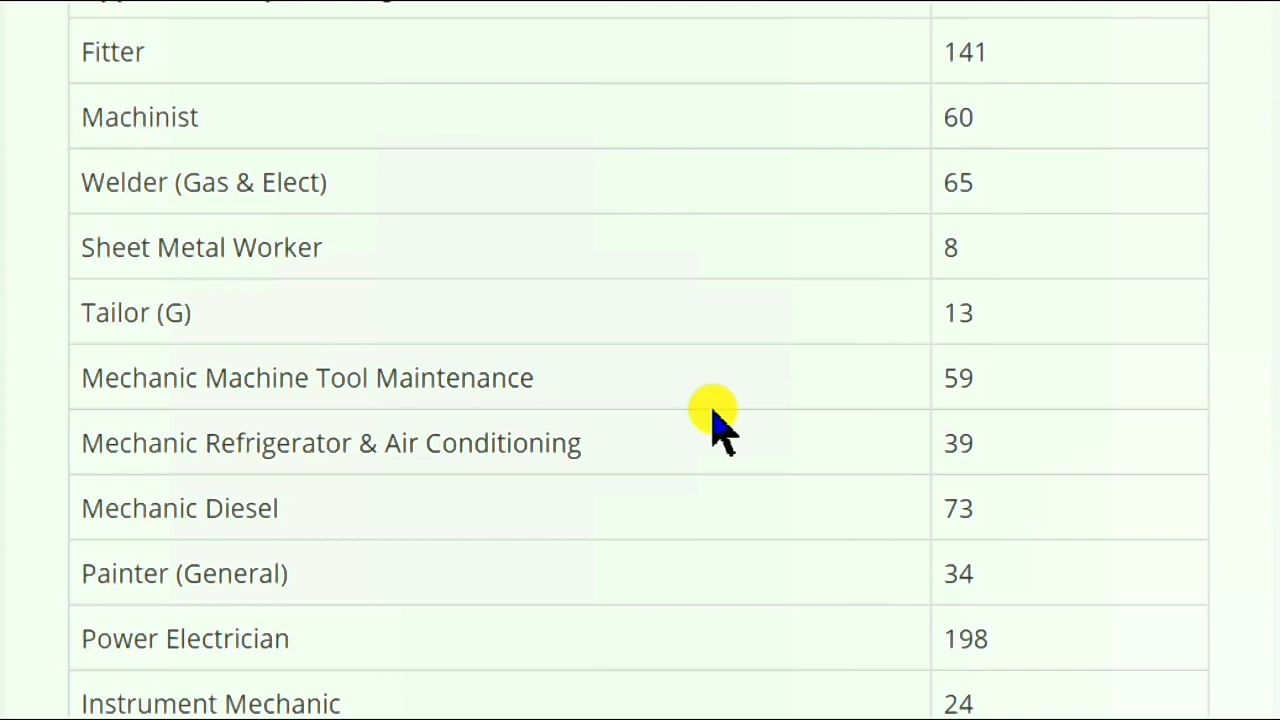 Fitter 141
Machinist 60
Welder (Gas & Elect) 65
Sheet Metal Worker 8
Tailor (G) 13
Mechanic Machine Tool Maintenance 59
Mechanic Refrigerator & Air Conditioning 39
Mechanic Diesel 73
Painter (General) 34
Power Electrician 198
Instrument Mechanic 24